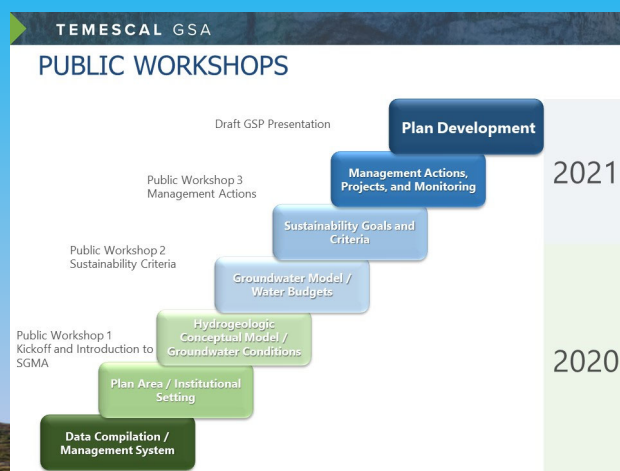 TEMESCAL GSA
PUBLIC WORKSHOPS
Draft GSP Presentation
Plan Development
2021
Public Workshop 3
Management Actions
Management Actions,
Projects, and Monitoring
Sustainability Goals and
Criteria
Public Workshop 2
Sustainability Criteria
Groundwater Model /
Water Budgets
Public Workshop 1
Kickoff and Introduction to
SGMA
Hydrogeologic
Conceptual Model /
Groundwater Conditions
2020
Plan Area / Institutional
Setting
Data Compilation /
Management System